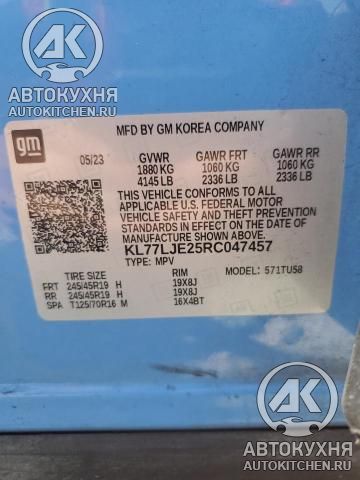 АВТОКУХНЯ
AUTOKITCHEN.RU
gm
MFD BY GM KOREA COMPANY
05/23 GVWR GAWR FRT GAWR RR
1880 KG 1060 KG 1060 KG
4145 LB 2336 LB 2336 LB
THIS VEHICLE CONFORMS TO ALL
APPLICABLE U.S. FEDERAL MOTOR
VEHICLE SAFETY AND THEFT PREVENTION
STANDARDS IN EFFECT ON THE DATE OF
MANUFACTURE SHOWN ABOVE.
KL77LJE25RC047457
TYPE: MPV MODEL: 571TU58
TIRE SIZE RIM
FRT 245/45R19 H 19X8J
RR 245/45R19 H 19X8J
SPA T125/70R16 M 16X4BT
АВТОКУХНЯ
AUTOKITCHEN.RU